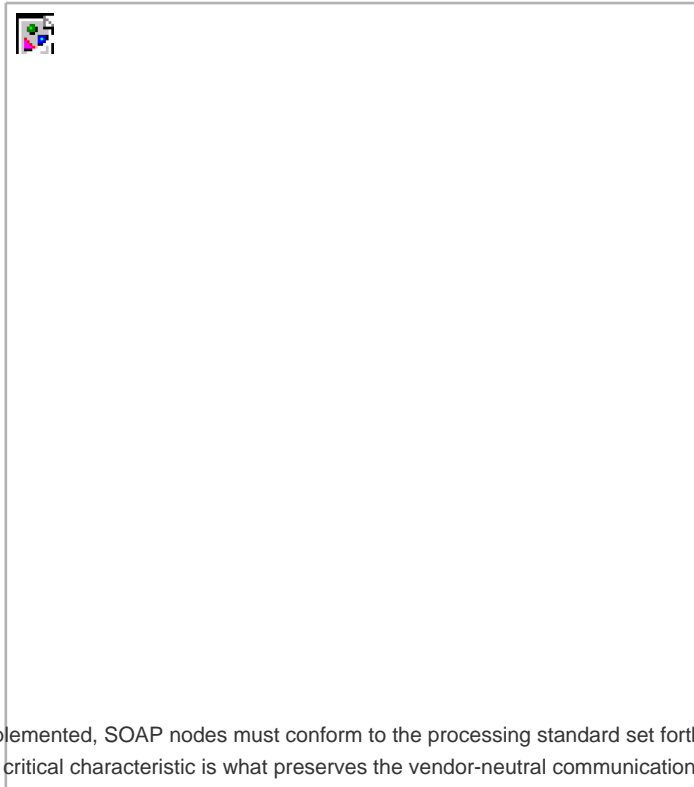 plemented, SOAP nodes must conform to the processing standard set forth
critical characteristic is what preserves the vendor-neutral communication